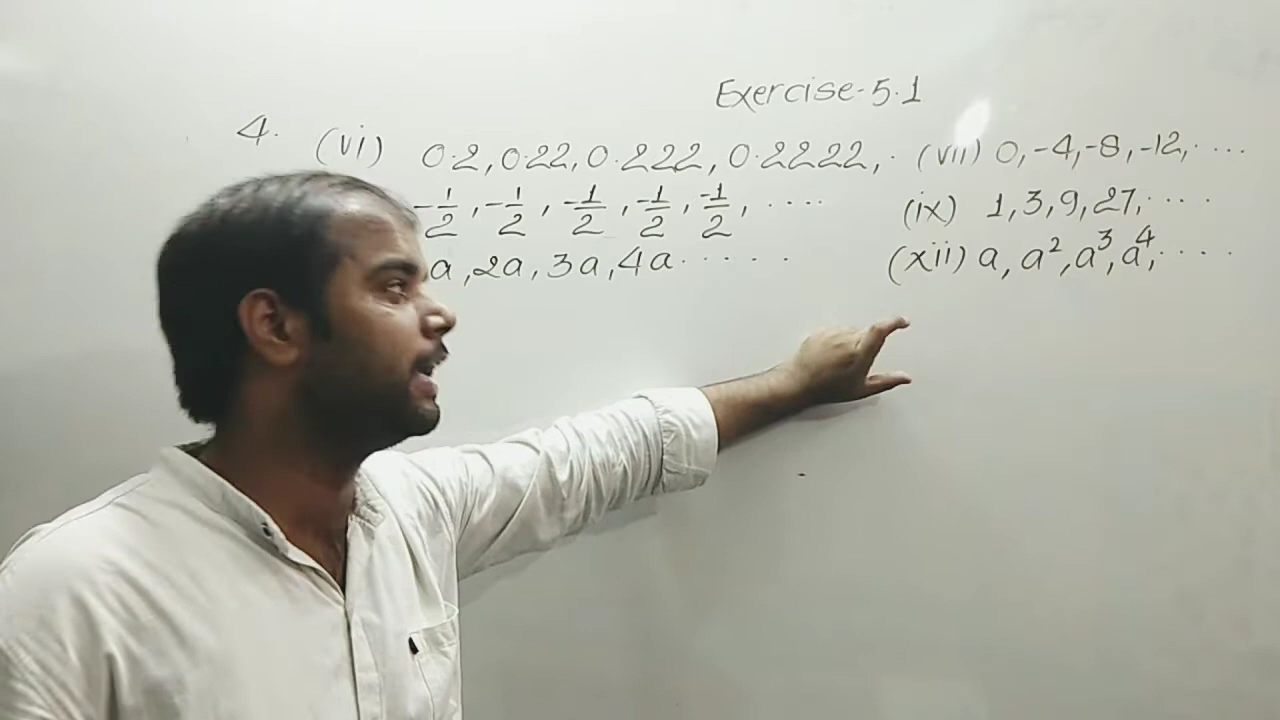 Exercise-5.1
4. (vi) 0.2, 0.22, 0.222, 0.2222, . (vii) 0, -4, -8, -12, ....
-1/2, -1/2, -1/2, -1/2, -1/2, .... (ix) 1, 3, 9, 27, ....
a, 2a, 3a, 4a ...... (xii) a, a², a³, a⁴, ....